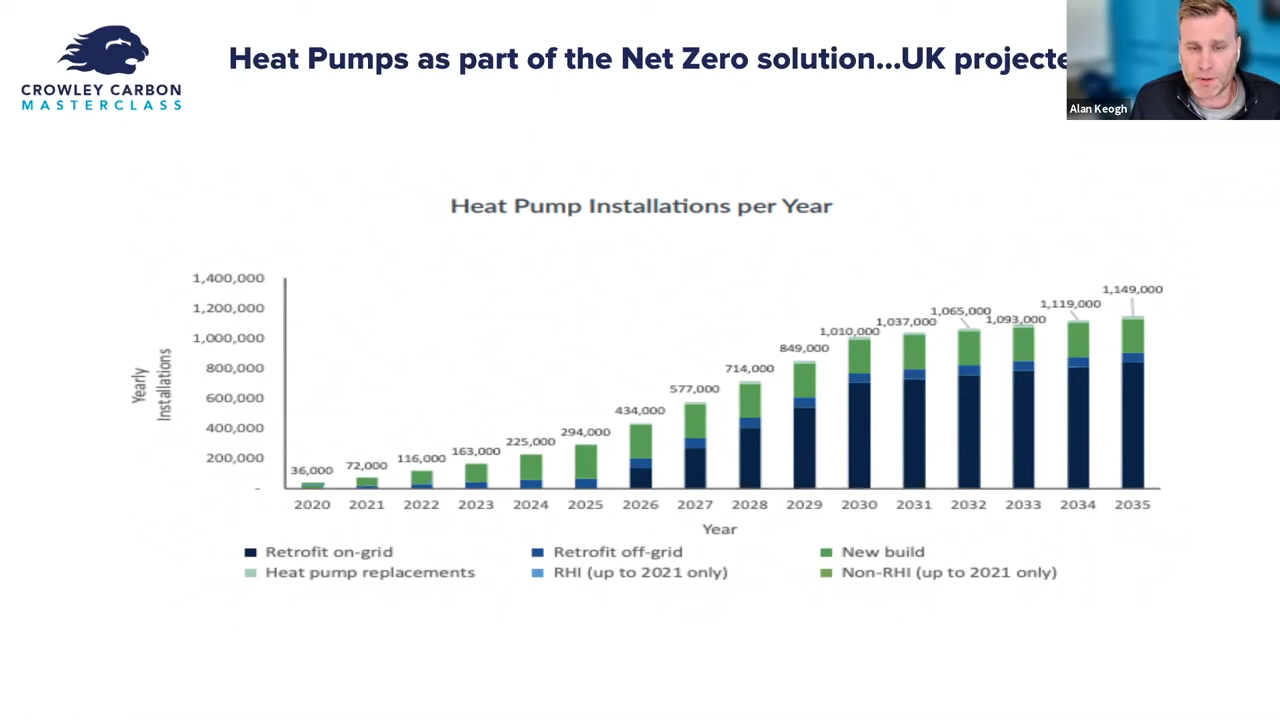 Heat Pumps as part of the Net Zero solution...UK projecte
CROWLEY CARBON
MASTERCLASS
Alan Keogh
Heat Pump Installations per Year
Yearly
Installations
1,400,000
1,200,000
1,000,000
800,000
600,000
400,000
200,000
-
36,000
72,000
116,000
163,000
225,000
294,000
434,000
577,000
714,000
849,000
1,010,000
1,037,000
1,065,000
1,093,000
1,119,000
1,149,000
2020 2021 2022 2023 2024 2025 2026 2027 2028 2029 2030 2031 2032 2033 2034 2035
Year
Retrofit on-grid Retrofit off-grid New build
Heat pump replacements RHI (up to 2021 only) Non-RHI (up to 2021 only)